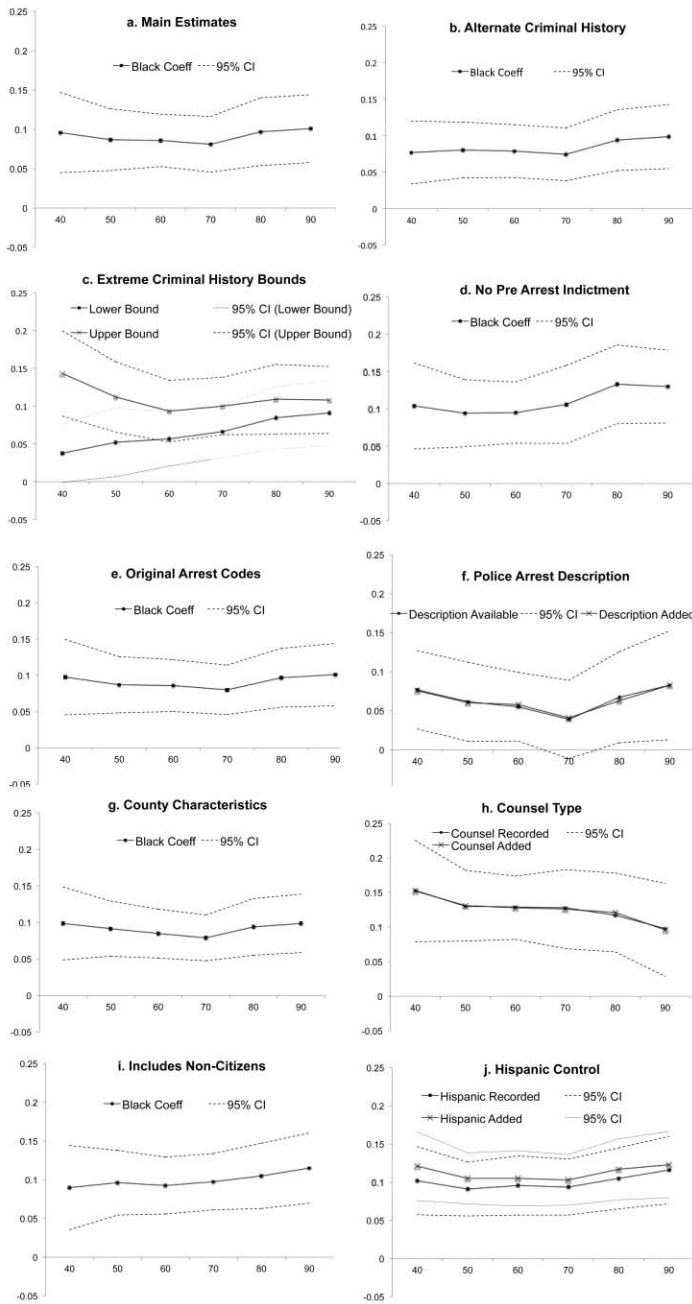 a. Main Estimates
0.25
0.2
0.15
0.1
0.05
0
-0.05
Black Coeff 95% CI
40 50 60 70 80 90
b. Alternate Criminal History
0.25
0.2
0.15
0.1
0.05
0
-0.05
Black Coeff 95% CI
40 50 60 70 80 90
c. Extreme Criminal History Bounds
0.25
0.2
0.15
0.1
0.05
0
-0.05
Lower Bound 95% CI (Lower Bound)
Upper Bound 95% CI (Upper Bound)
40 50 60 70 80 90
d. No Pre Arrest Indictment
0.25
0.2
0.15
0.1
0.05
0
-0.05
Black Coeff 95% CI
40 50 60 70 80 90
e. Original Arrest Codes
0.25
0.2
0.15
0.1
0.05
0
-0.05
Black Coeff 95% CI
40 50 60 70 80 90
f. Police Arrest Description
0.25
0.2
0.15
0.1
0.05
0
-0.05
Description Available 95% CI Description Added
40 50 60 70 80 90
g. County Characteristics
0.25
0.2
0.15
0.1
0.05
0
-0.05
Black Coeff 95% CI
40 50 60 70 80 90
h. Counsel Type
0.25
0.2
0.15
0.1
0.05
0
-0.05
Counsel Recorded 95% CI
Counsel Added
40 50 60 70 80 90
i. Includes Non-Citizens
0.25
0.2
0.15
0.1
0.05
0
-0.05
Black Coeff 95% CI
40 50 60 70 80 90
j. Hispanic Control
0.25
0.2
0.15
0.1
0.05
0
-0.05
Hispanic Recorded 95% CI
Hispanic Added 95% CI
40 50 60 70 80 90